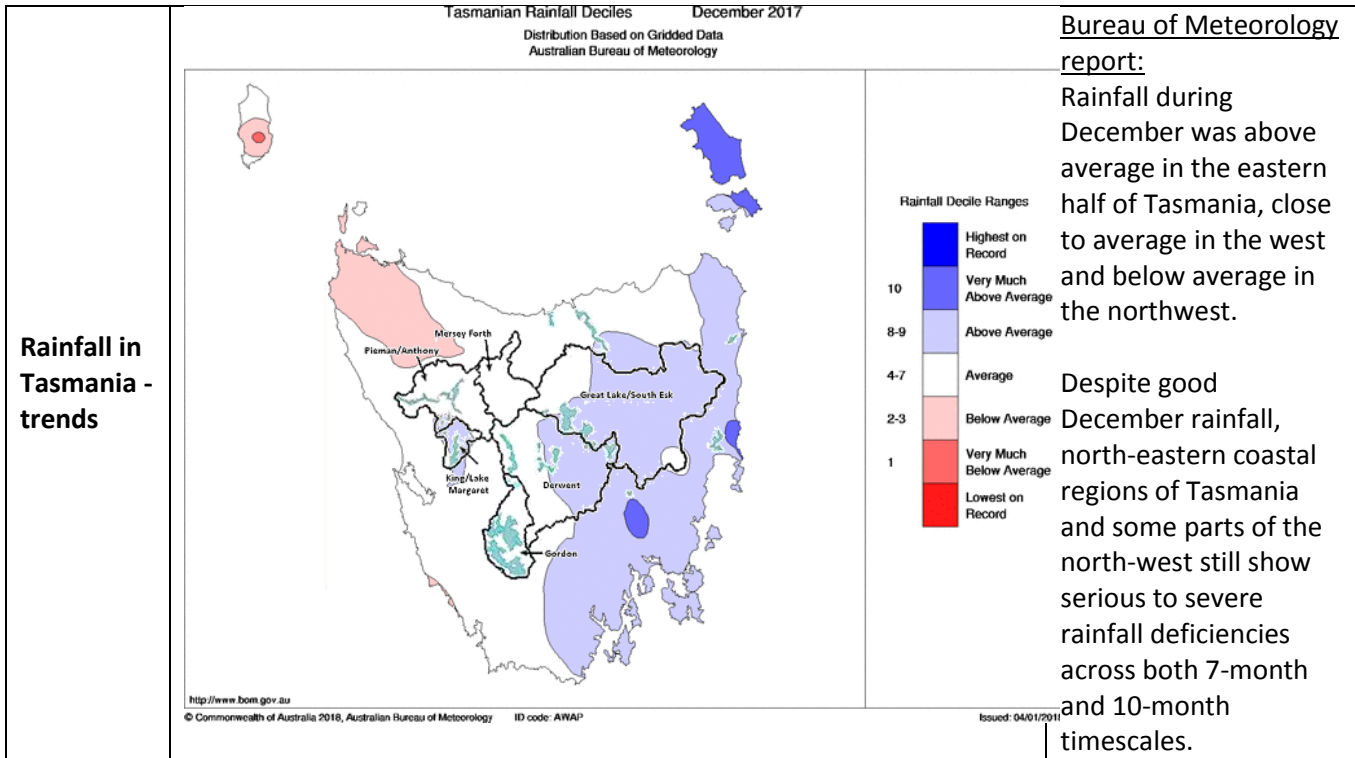 Rainfall in
Tasmania -
trends
Tasmanian Rainfall Deciles December 2017
Distribution Based on Gridded Data
Australian Bureau of Meteorology
Mersey Forth
Pieman/Anthony
Great Lake/South Esk
King/Lake
Margaret
Derwent
Gordon
Rainfall Decile Ranges
Highest on
Record
10 Very Much
Above Average
8-9 Above Average
4-7 Average
2-3 Below Average
1 Very Much
Below Average
Lowest on
Record
http://www.bom.gov.au
© Commonwealth of Australia 2018, Australian Bureau of Meteorology ID code: AWAP Issued: 04/01/2018
Bureau of Meteorology
report:
Rainfall during
December was above
average in the eastern
half of Tasmania, close
to average in the west
and below average in
the northwest.
Despite good
December rainfall,
north-eastern coastal
regions of Tasmania
and some parts of the
north-west still show
serious to severe
rainfall deficiencies
across both 7-month
and 10-month
timescales.